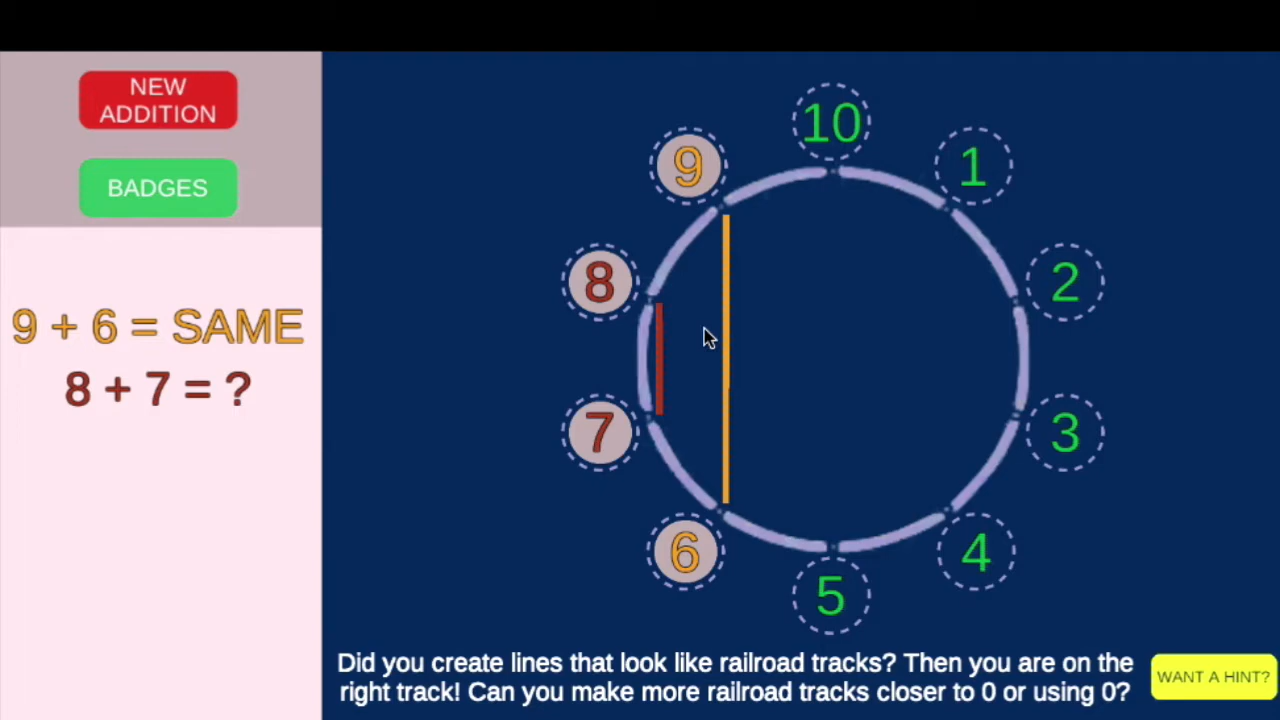 NEW
ADDITION
BADGES
9 + 6 = SAME
8 + 7 = ?
10
9
1
8
2
7
3
6
4
5
Did you create lines that look like railroad tracks? Then you are on the
right track! Can you make more railroad tracks closer to 0 or using 0?
WANT A HINT?